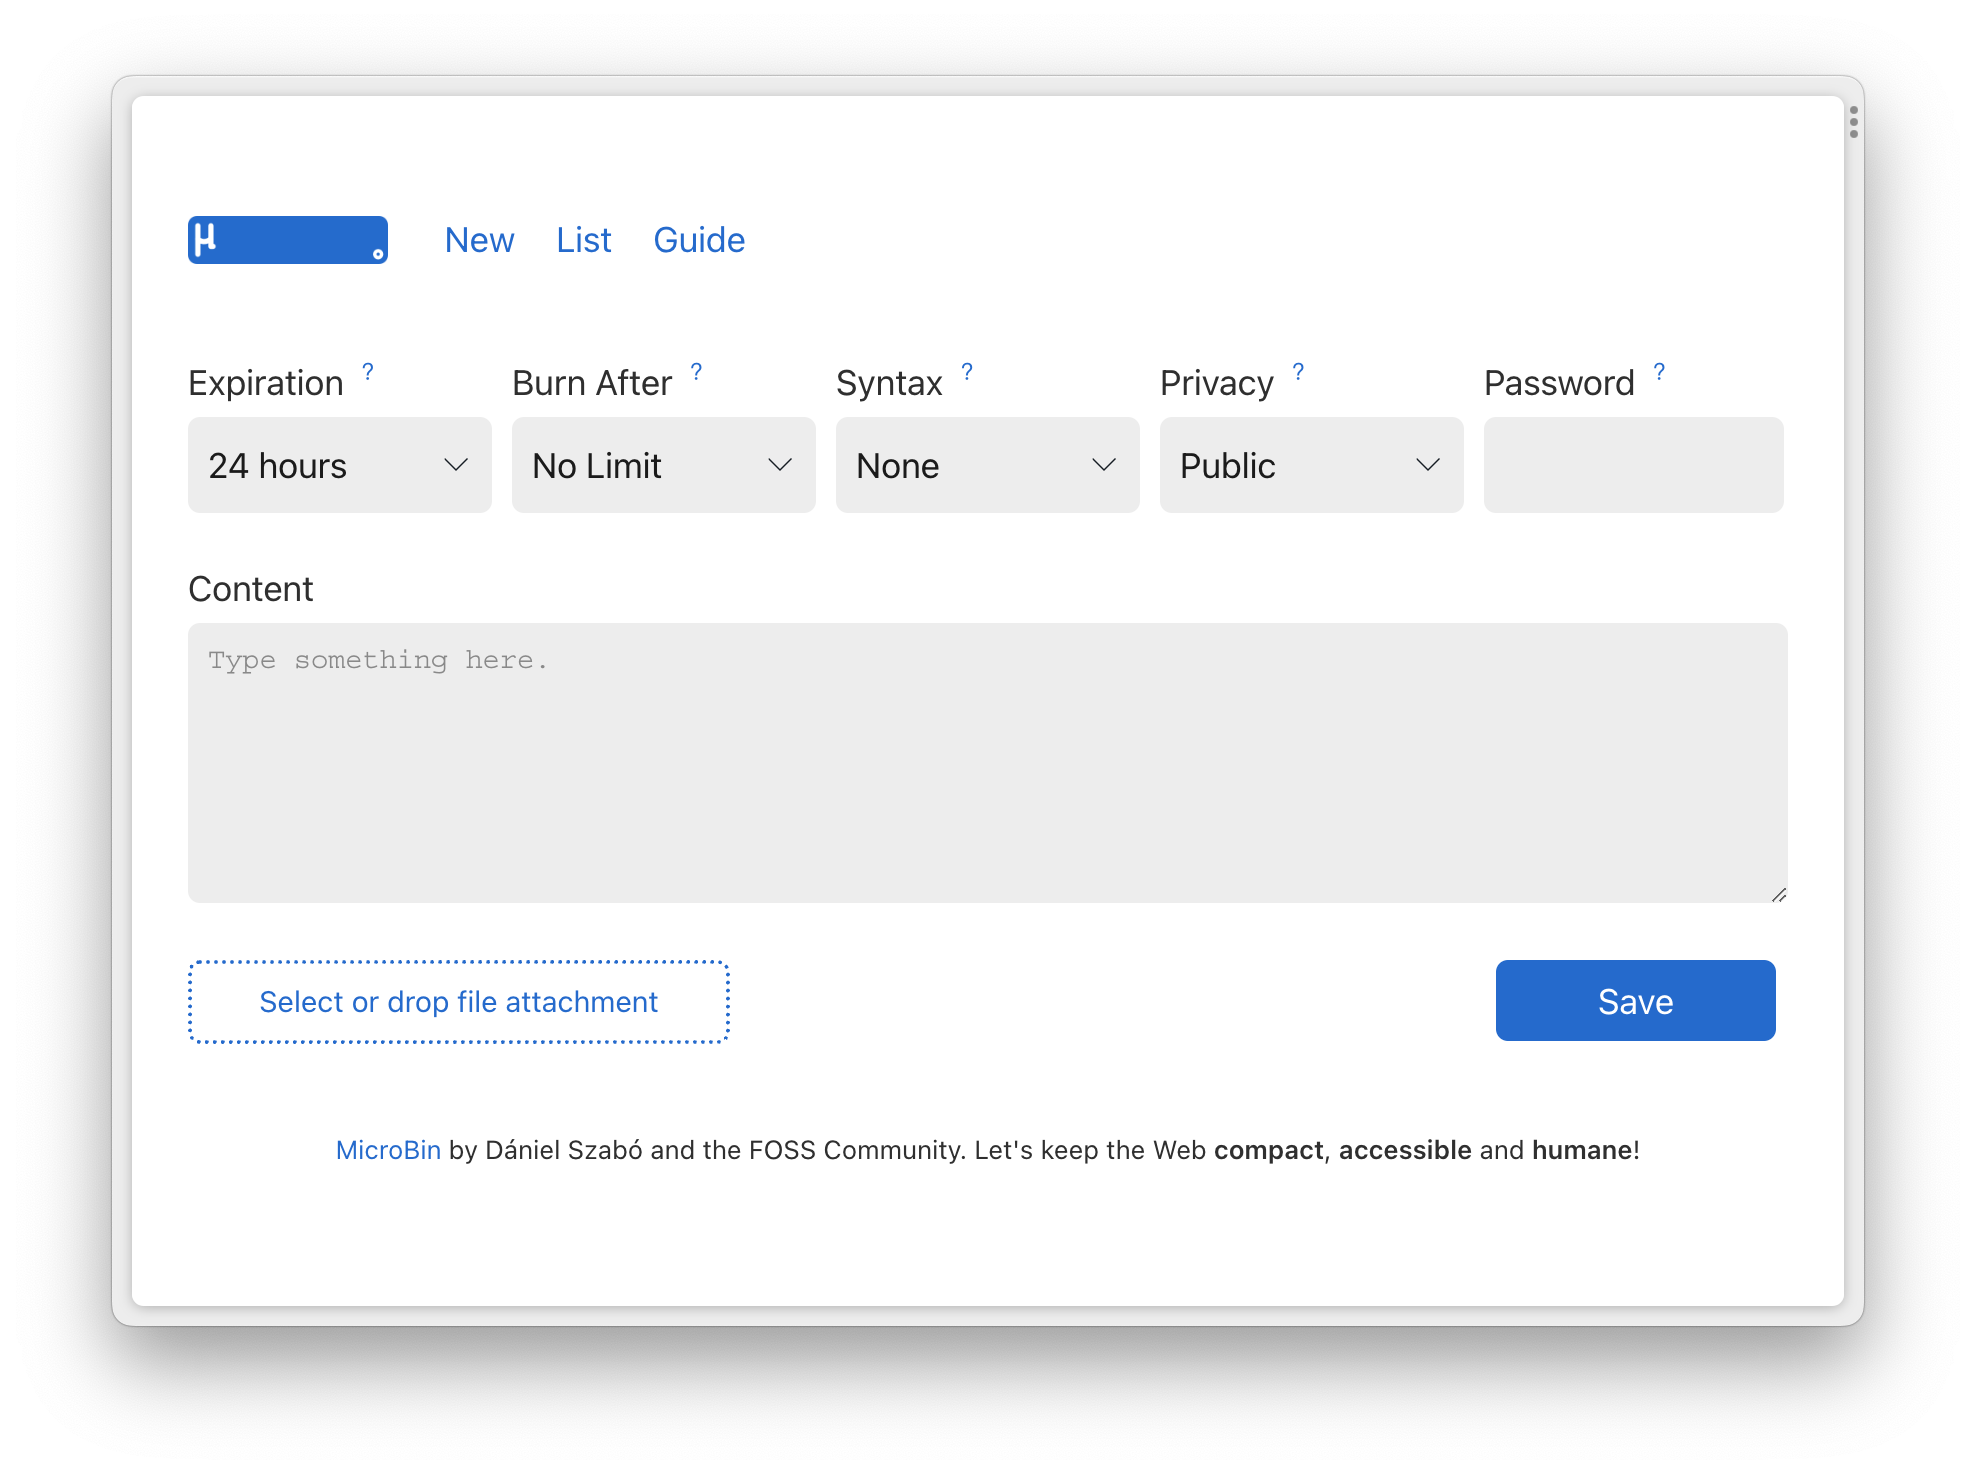 μ New List Guide
Expiration ? Burn After ? Syntax ? Privacy ? Password ?
24 hours No Limit None Public
Content
Type something here.
Select or drop file attachment Save
MicroBin by Dániel Szabó and the FOSS Community. Let's keep the Web compact, accessible and humane!